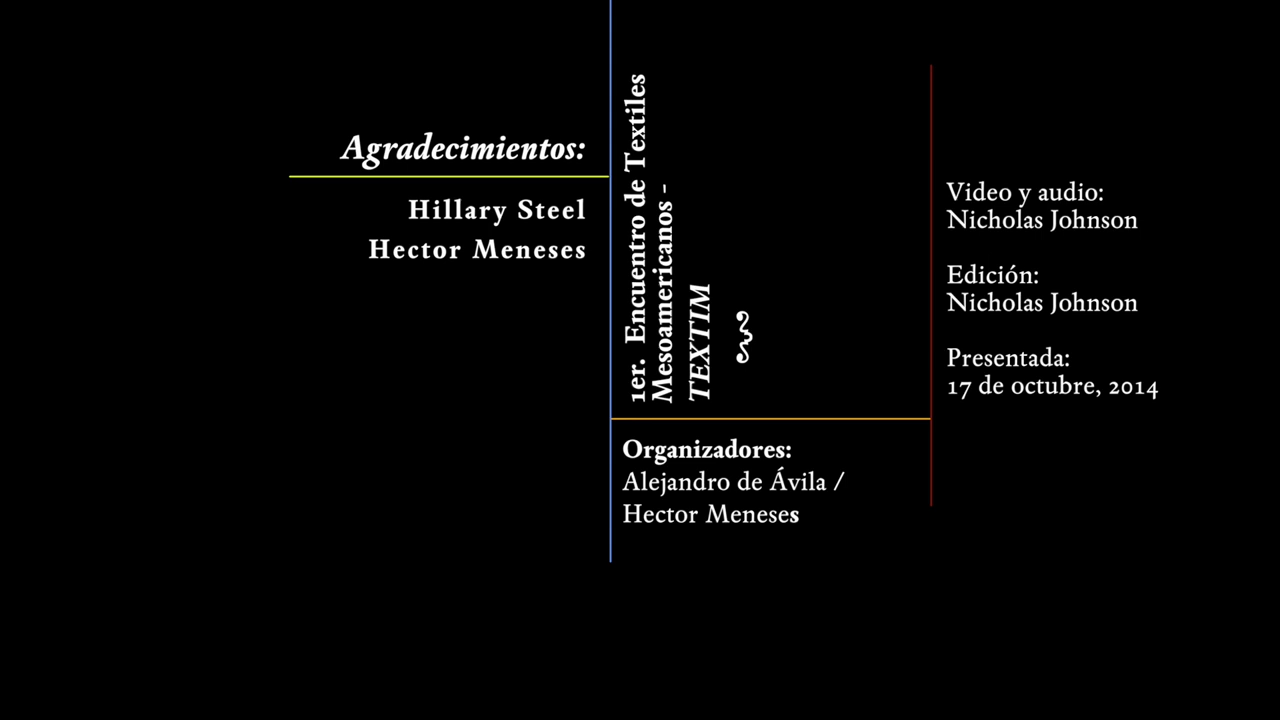 Agradecimientos:
Hillary Steel
Hector Meneses
1er. Encuentro de Textiles
Mesoamericanos -
TEXTIM
Organizadores:
Alejandro de Ávila /
Hector Meneses
Video y audio:
Nicholas Johnson
Edición:
Nicholas Johnson
Presentada:
17 de octubre, 2014